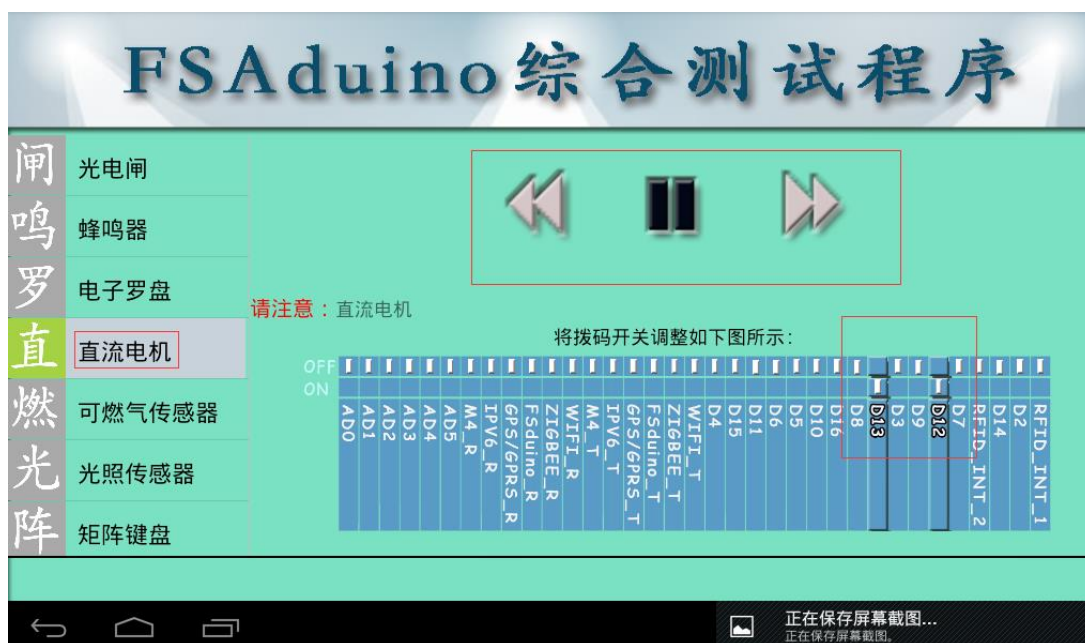 FSAduino综合测试程序
闸 光电闸
鸣 蜂鸣器
罗 电子罗盘
直 直流电机
燃 可燃气传感器
光 光照传感器
阵 矩阵键盘
请注意：直流电机
将拨码开关调整如下图所示：
OFF
ON
AD0
AD1
AD2
AD3
AD4
AD5
M4_R
IPV6_R
GPS/GPRS_R
FSduino_R
ZIGBEE_R
WIFI_R
M4_T
IPV6_T
GPS/GPRS_T
FSduino_T
ZIGBEE_T
WIFI_T
D4
D15
D11
D6
D5
D10
D16
D8
D13
D3
D9
D12
D7
RFID_INT_2
D14
D2
RFID_INT_1
正在保存屏幕截图...
正在保存屏幕截图。